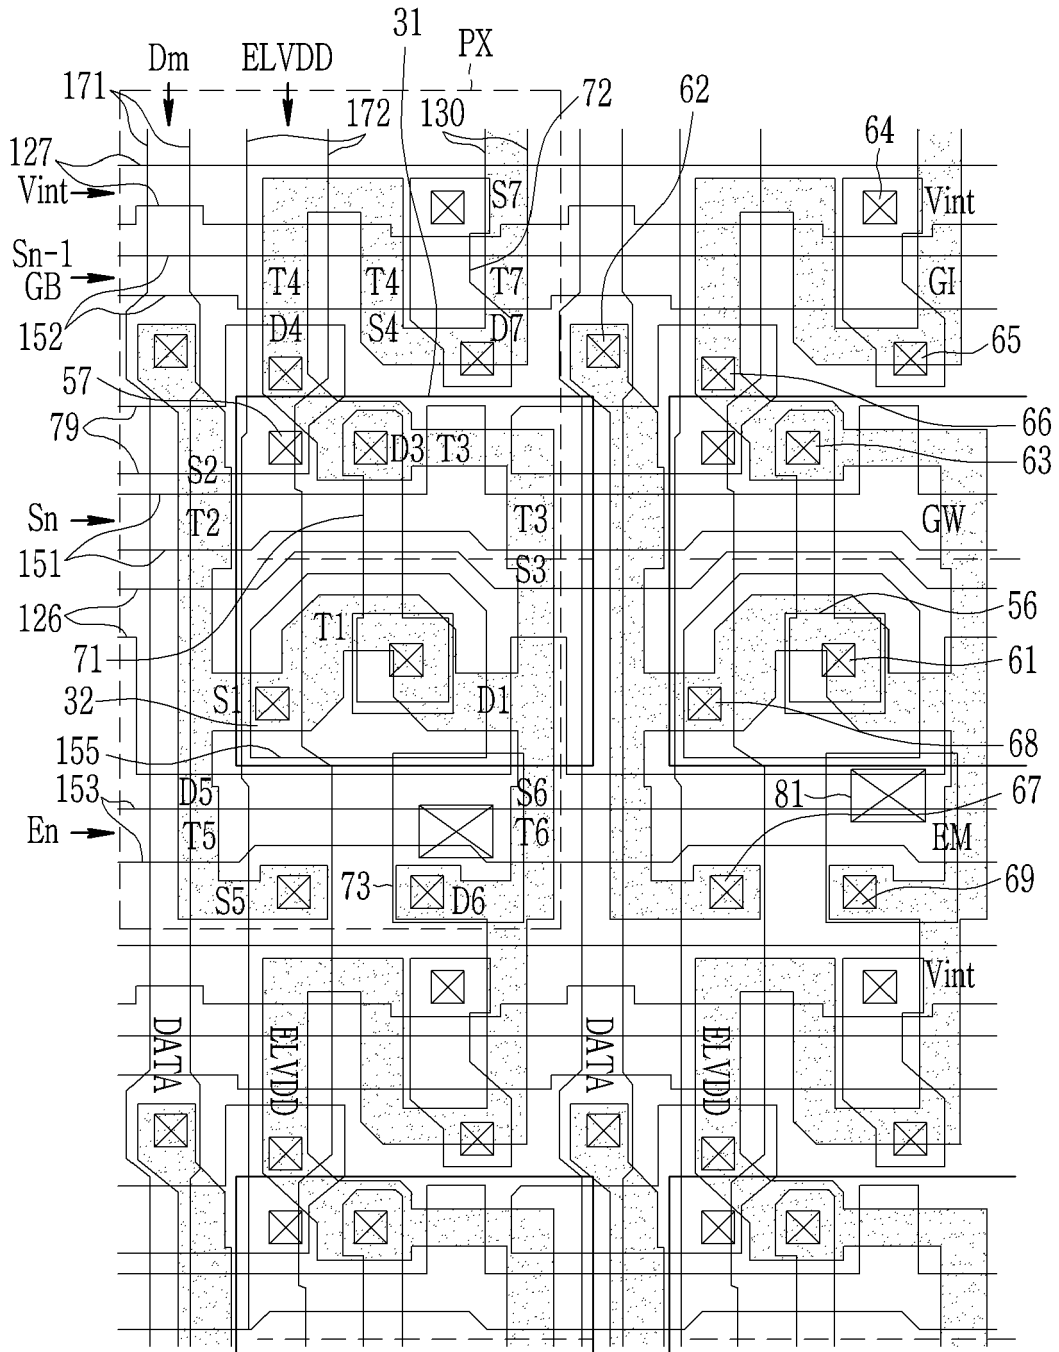 31
PX
Dm
ELVDD
171
172
130
72
62
64
127
Vint
S7
Vint
Sn-1
GB
T4
T4
T7
GI
152
D4
S4
D7
65
57
79
66
D3
T3
63
S2
Sn
T2
T3
GW
151
S3
126
T1
56
71
61
S1
D1
32
68
155
153
D5
S6
81
67
En
T5
T6
EM
73
69
S5
D6
Vint
DATA
ELVDD
DATA
ELVDD